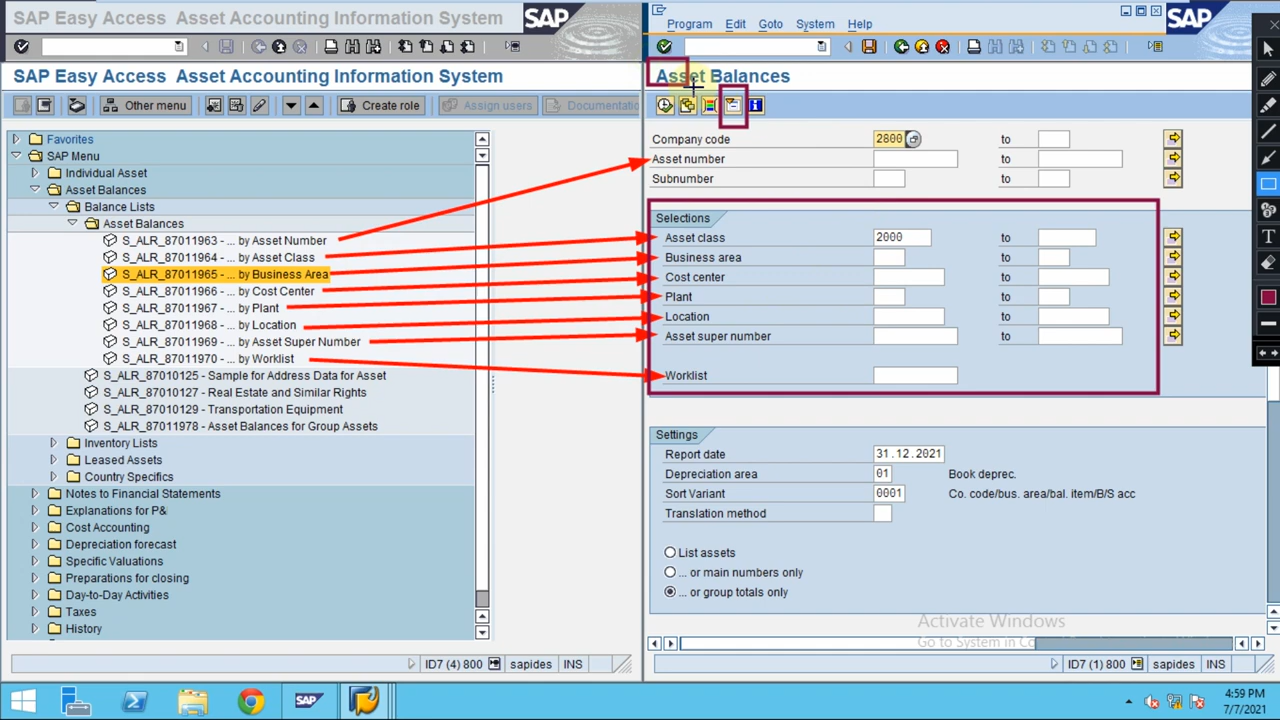 SAP Easy Access  Asset Accounting Information System
SAP
SAP Easy Access  Asset Accounting Information System
Other menu
Create role
Assign users
Documentatio
Favorites
SAP Menu
Individual Asset
Asset Balances
Balance Lists
Asset Balances
S_ALR_87011963 - ... by Asset Number
S_ALR_87011964 - ... by Asset Class
S_ALR_87011965 - ... by Business Area
S_ALR_87011966 - ... by Cost Center
S_ALR_87011967 - ... by Plant
S_ALR_87011968 - ... by Location
S_ALR_87011969 - ... by Asset Super Number
S_ALR_87011970 - ... by Worklist
S_ALR_87010125 - Sample for Address Data for Asset
S_ALR_87010127 - Real Estate and Similar Rights
S_ALR_87010129 - Transportation Equipment
S_ALR_87011978 - Asset Balances for Group Assets
Inventory Lists
Leased Assets
Country Specifics
Notes to Financial Statements
Explanations for P&
Cost Accounting
Depreciation forecast
Specific Valuations
Preparations for closing
Day-to-Day Activities
Taxes
History
ID7 (4) 800 sapides INS
Program Edit Goto System Help
SAP
Asset Balances
Company code 2800 to
Asset number to
Subnumber to
Selections
Asset class 2000 to
Business area to
Cost center to
Plant to
Location to
Asset super number to
Worklist
Settings
Report date 31.12.2021
Depreciation area 01 Book deprec.
Sort Variant 0001 Co. code/bus. area/bal. item/B/S acc
Translation method
List assets
... or main numbers only
... or group totals only
Activate Windows
Go to System in Co
ID7 (1) 800 sapides INS
T
SAP
4:59 PM
7/7/2021